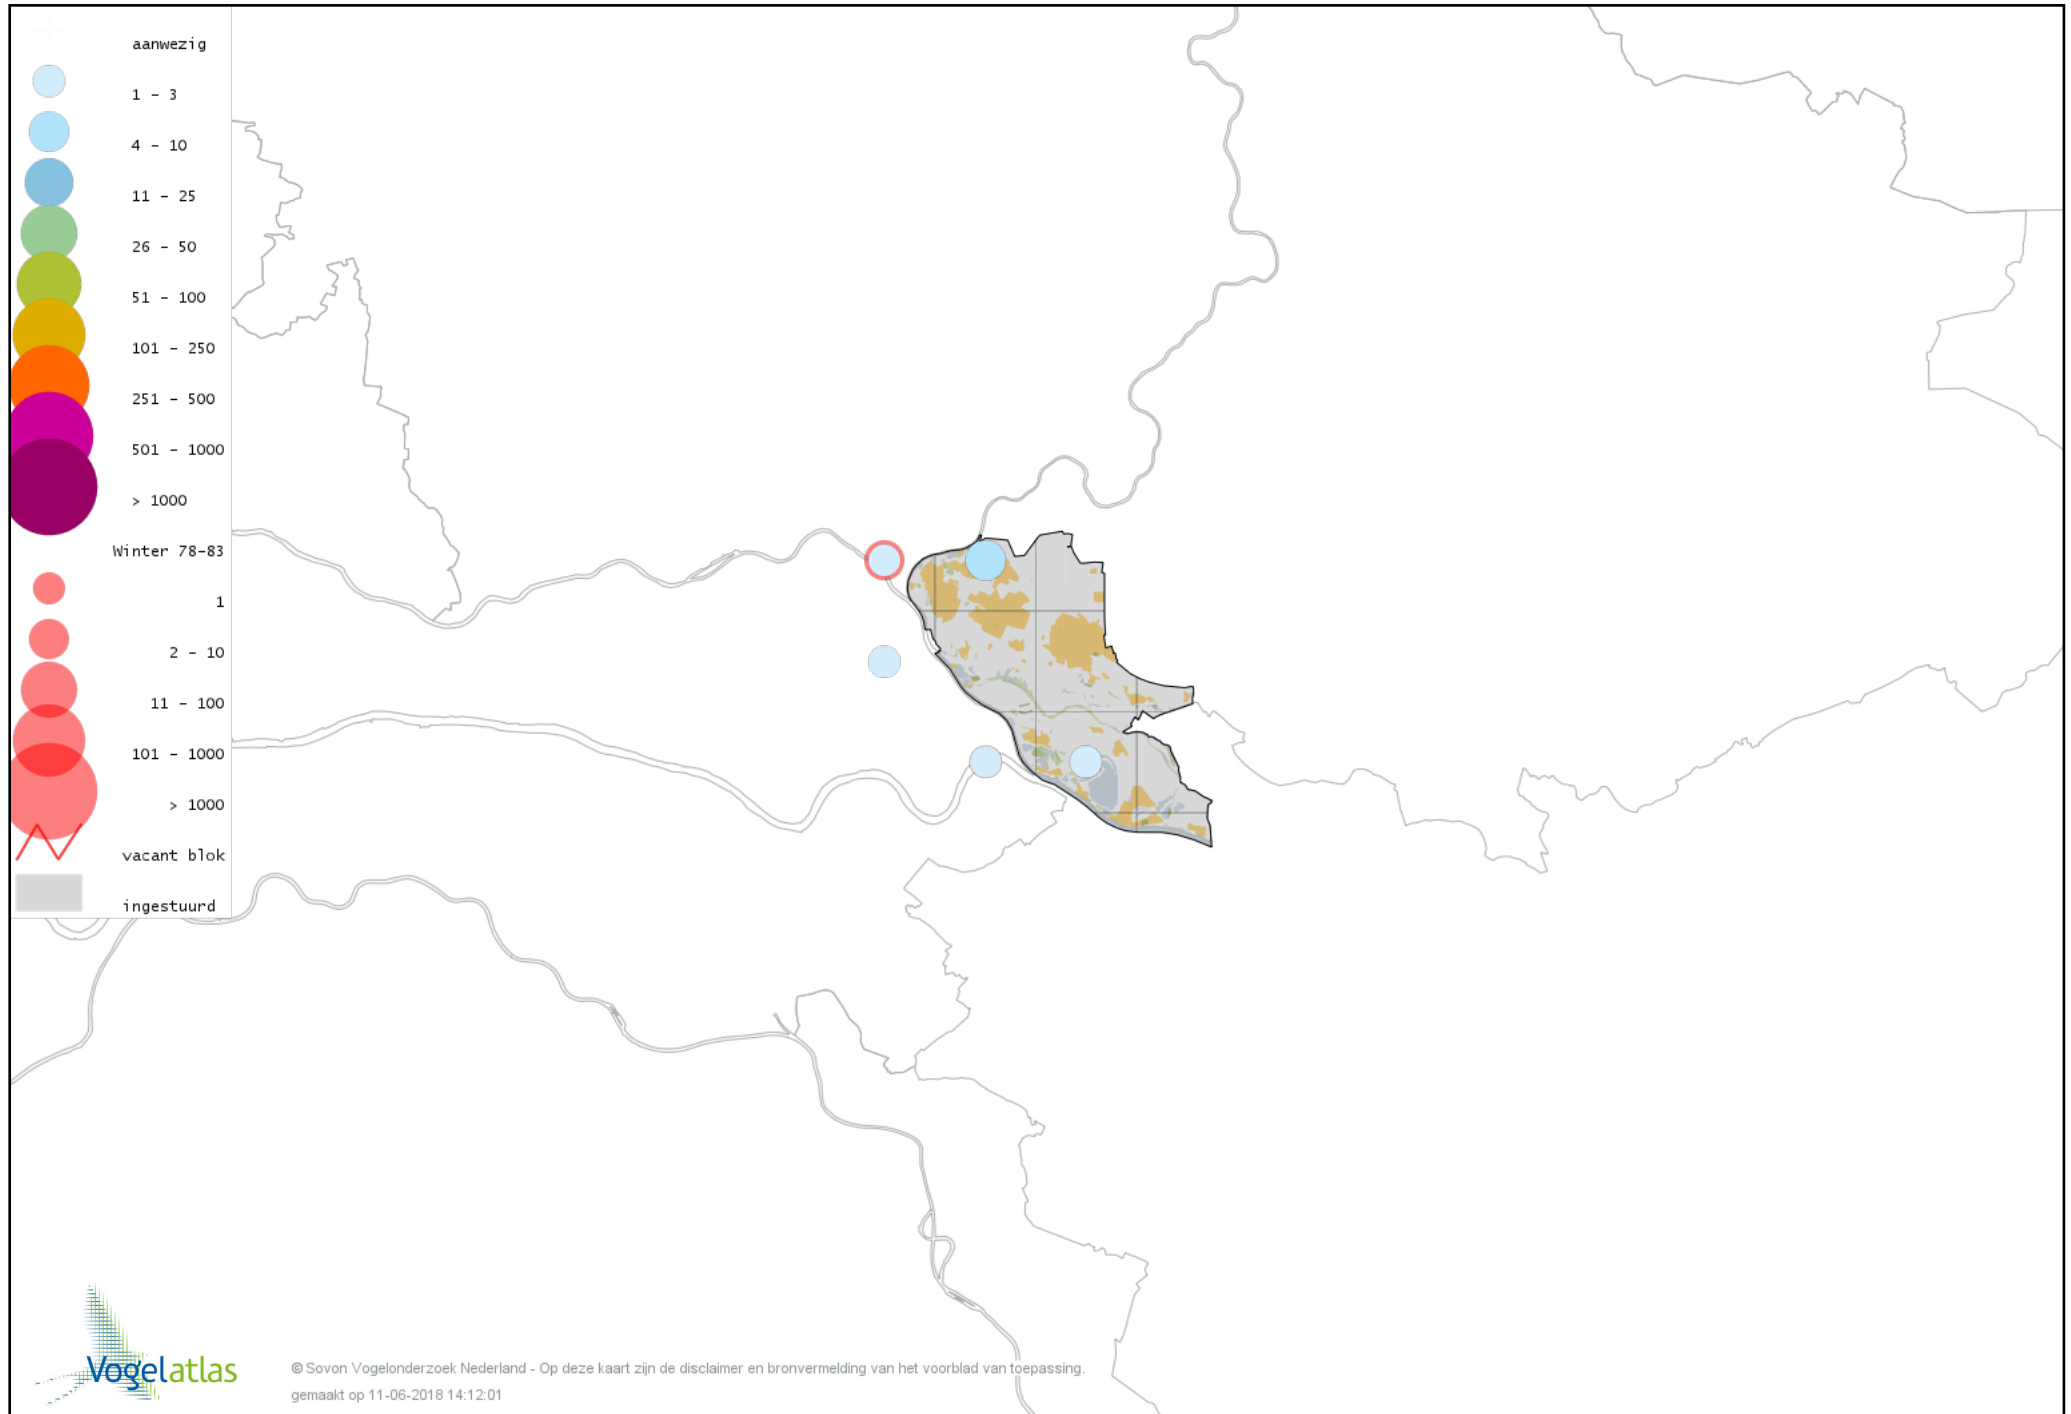 aanwezig
1 - 3
4 - 10
11 - 25
26 - 50
51 - 100
101 - 250
251 - 500
501 - 1000
> 1000
Winter 78-83
1
2 - 10
11 - 100
101 - 1000
> 1000
vacant blok
ingestuurd
Vogelatlas
© Sovon Vogelonderzoek Nederland - Op deze kaart zijn de disclaimer en bronvermelding van het voorblad van toepassing.
gemaakt op 11-06-2018 14:12:01